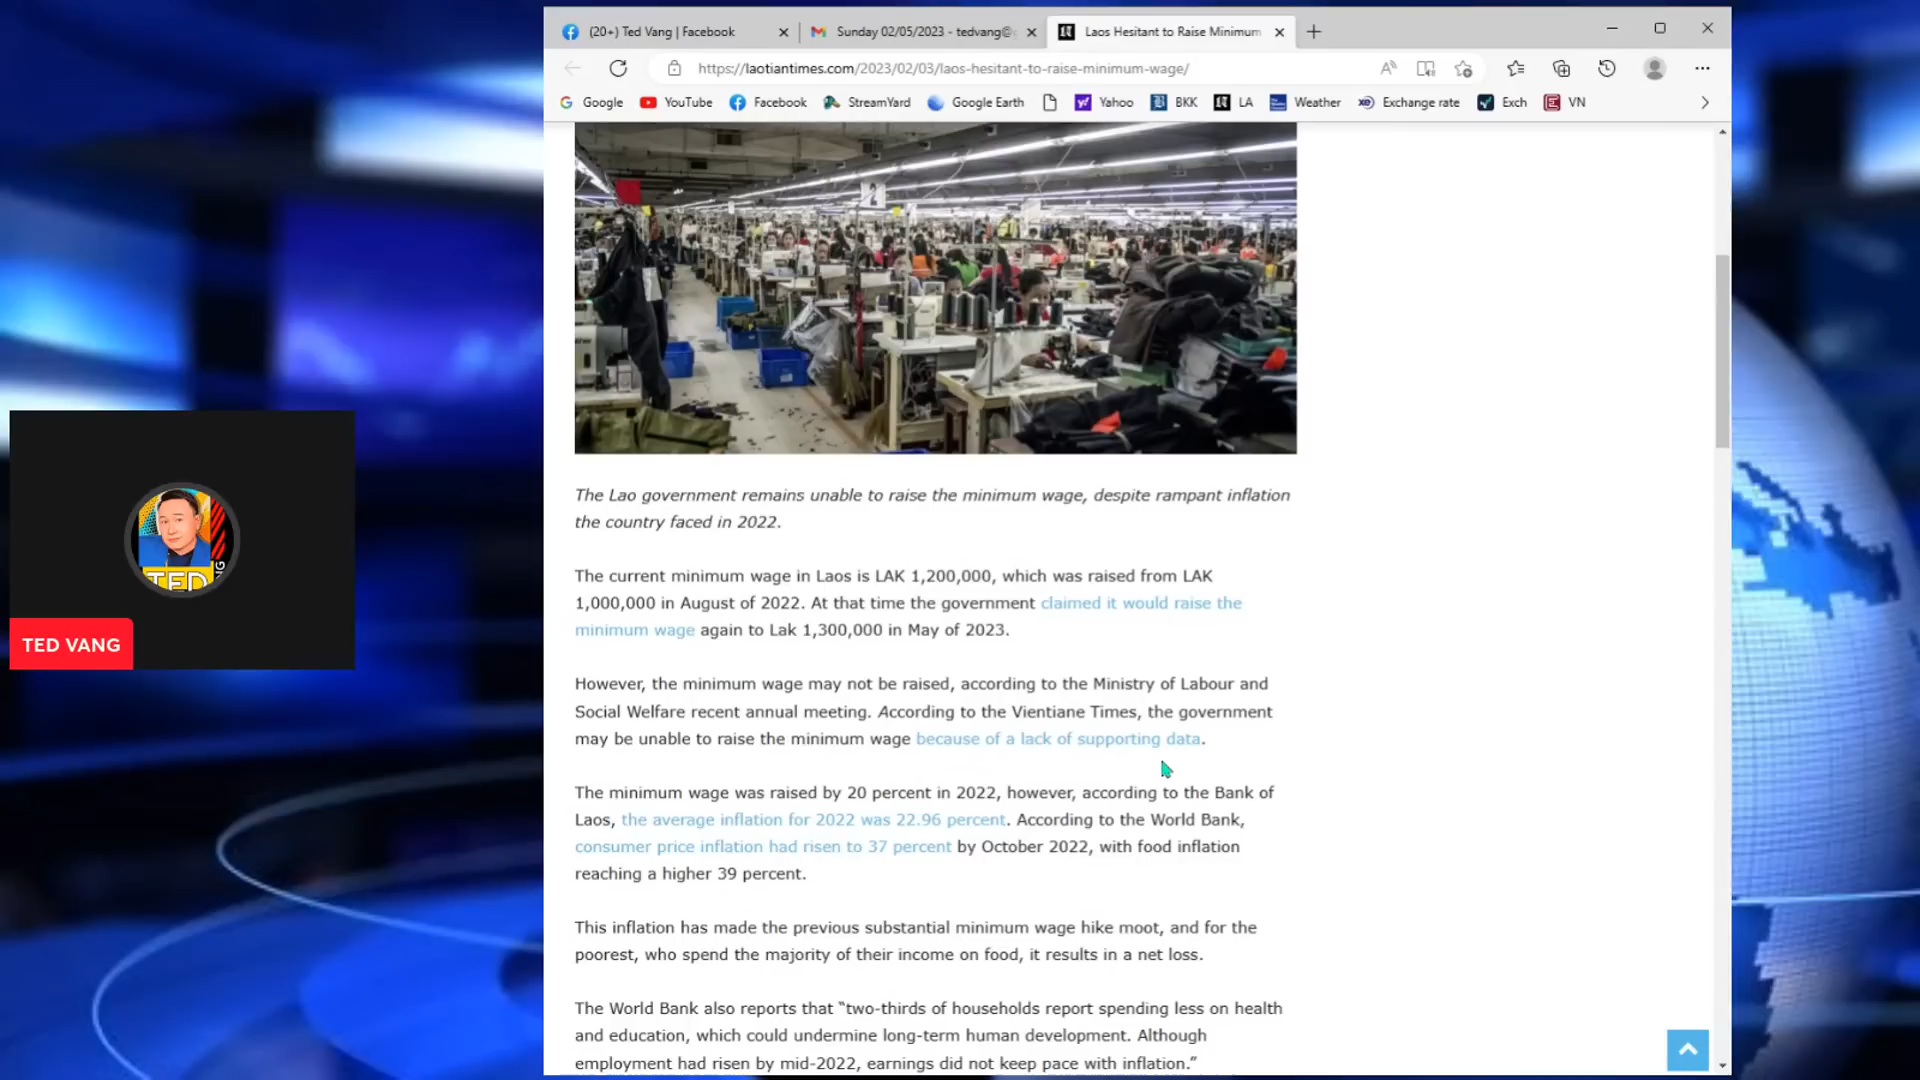 (20+) Ted Vang | Facebook
Sunday 02/05/2023 - tedvang@
Laos Hesitant to Raise Minimum
https://laotiantimes.com/2023/02/03/laos-hesitant-to-raise-minimum-wage/
Google YouTube Facebook StreamYard Google Earth Yahoo BKK LA Weather Exchange rate Exch VN
The Lao government remains unable to raise the minimum wage, despite rampant inflation
the country faced in 2022.
The current minimum wage in Laos is LAK 1,200,000, which was raised from LAK
1,000,000 in August of 2022. At that time the government claimed it would raise the
minimum wage again to Lak 1,300,000 in May of 2023.
However, the minimum wage may not be raised, according to the Ministry of Labour and
Social Welfare recent annual meeting. According to the Vientiane Times, the government
may be unable to raise the minimum wage because of a lack of supporting data.
The minimum wage was raised by 20 percent in 2022, however, according to the Bank of
Laos, the average inflation for 2022 was 22.96 percent. According to the World Bank,
consumer price inflation had risen to 37 percent by October 2022, with food inflation
reaching a higher 39 percent.
This inflation has made the previous substantial minimum wage hike moot, and for the
poorest, who spend the majority of their income on food, it results in a net loss.
The World Bank also reports that “two-thirds of households report spending less on health
and education, which could undermine long-term human development. Although
employment had risen by mid-2022, earnings did not keep pace with inflation.”
TED
TED VANG